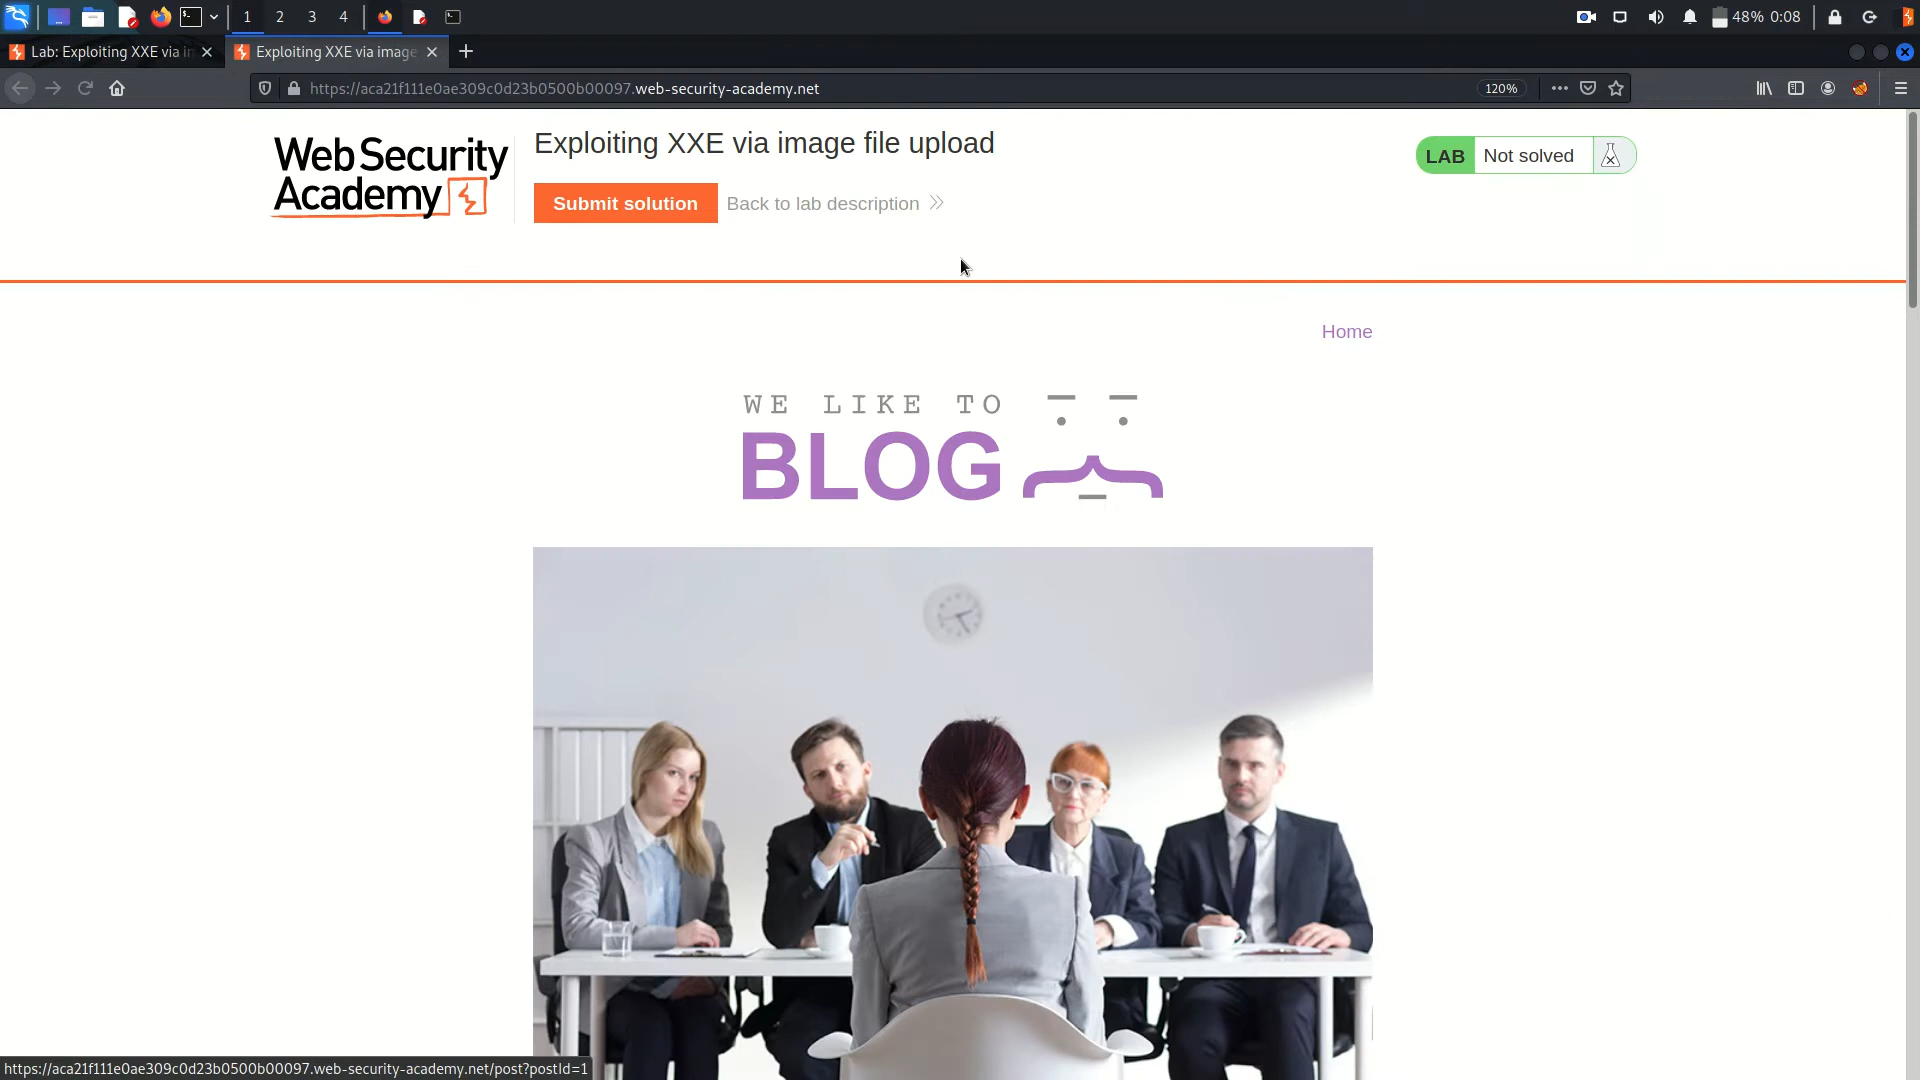 1 2 3 4 48% 0:08
Lab: Exploiting XXE via in Exploiting XXE via image
https://aca21f111e0ae309c0d23b0500b00097.web-security-academy.net 120%
Web Security
Academy
Exploiting XXE via image file upload
LAB Not solved
Submit solution Back to lab description
Home
WE LIKE TO
BLOG
https://aca21f111e0ae309c0d23b0500b00097.web-security-academy.net/post?postId=1